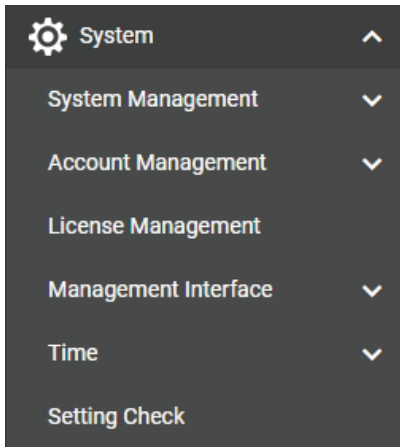 System
System Management
Account Management
License Management
Management Interface
Time
Setting Check